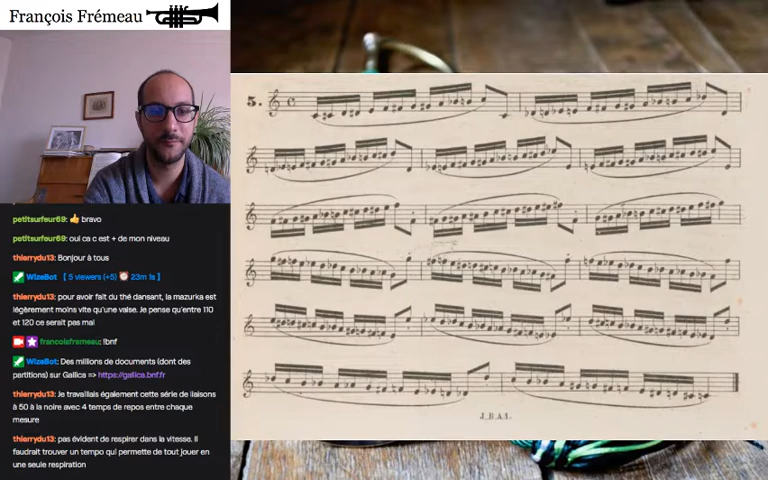 François Frémeau
petitsurfeur69: 👍 bravo
petitsurfeur69: oui ca c est + de mon niveau
thierrydu13: Bonjour à tous
WizeBot [ 5 viewers (+5) ⏰ 23m 1s ]
thierrydu13: pour avoir fait du thé dansant, la mazurka est
légèrement moins vite qu'une valse. Je pense qu'entre 110
et 120 ce serait pas mal
francoisfremeau: !bnf
WizeBot: Des millions de documents (dont des
partitions) sur Gallica => https://gallica.bnf.fr
thierrydu13: Je travaillais également cette série de liaisons
à 50 à la noire avec 4 temps de repos entre chaque
mesure
thierrydu13: pas évident de respirer dans la vitesse. Il
faudrait trouver un tempo qui permette de tout jouer en
une seule respiration
5.